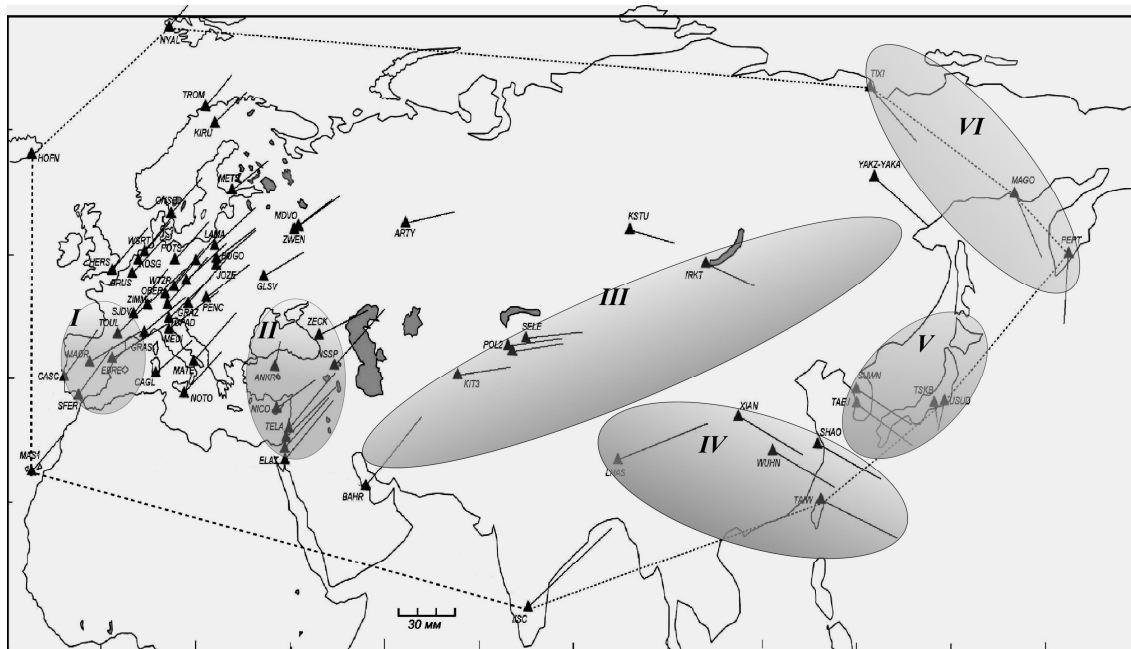 NYAL
TIXI
TROM
KIRU
VI
HOFN
YAKZ-YAKA
METS
MAGO
ONSO
MDVO
ZWEN
ARTY
KSTU
PETP
LAMA
WSRT
POTS
HERS
KOSG
BRUS
JOZE
IRKT
GLSV
WTZR
OBER
III
ZIMM
PENC
GRAZ
SJDV
I
TOUL
II
ZECK
SELE
V
MEDI
POL2
GRAS
MADR
NSSP
EBRE
MATE
CASC
CAGL
ANKR
KIT3
SUWN
NOTO
TAEJ
TSKB
USUD
SFER
NICO
XIAN
TELA
IV
SHAO
MAS1
ELAT
LHAS
WUHN
BAHR
TAIW
IISC
30 мм